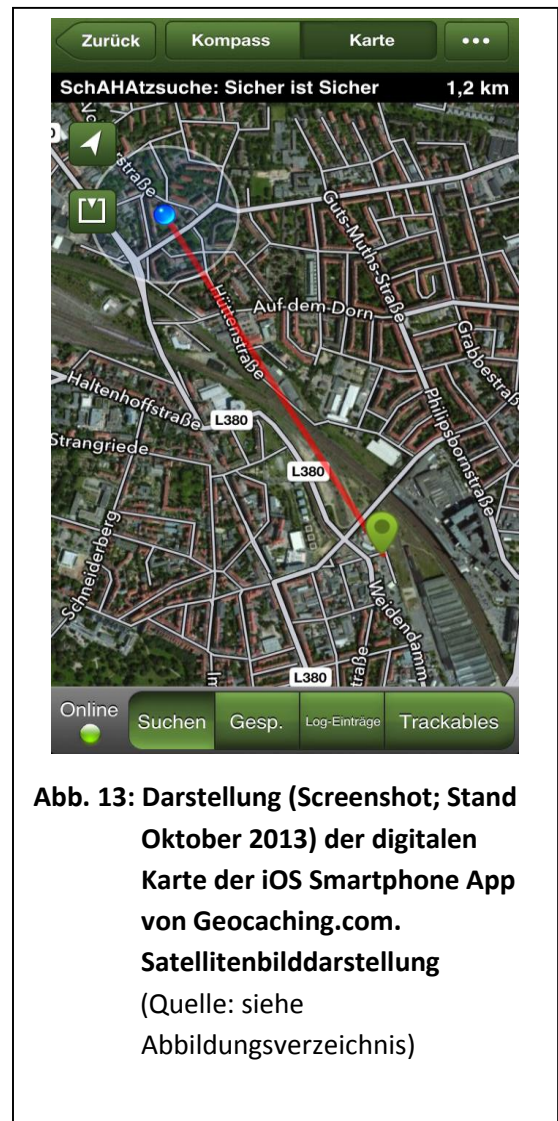 Zurück Kompass Karte •••
SchAHAtzsuche: Sicher ist Sicher 1,2 km
straße
Guts-Muths-Straße
Hüttenstraße
Auf-dem-Dorn
Grabbestraße
Haltenhoffstraße
L380
Philipsbornstraße
Strangriede
L380
Schneiderberg
Weidendamm
raße
L380
Online
Suchen Gesp. Log-Einträge Trackables
Abb. 13: Darstellung (Screenshot; Stand
Oktober 2013) der digitalen
Karte der iOS Smartphone App
von Geocaching.com.
Satellitenbilddarstellung
(Quelle: siehe
Abbildungsverzeichnis)